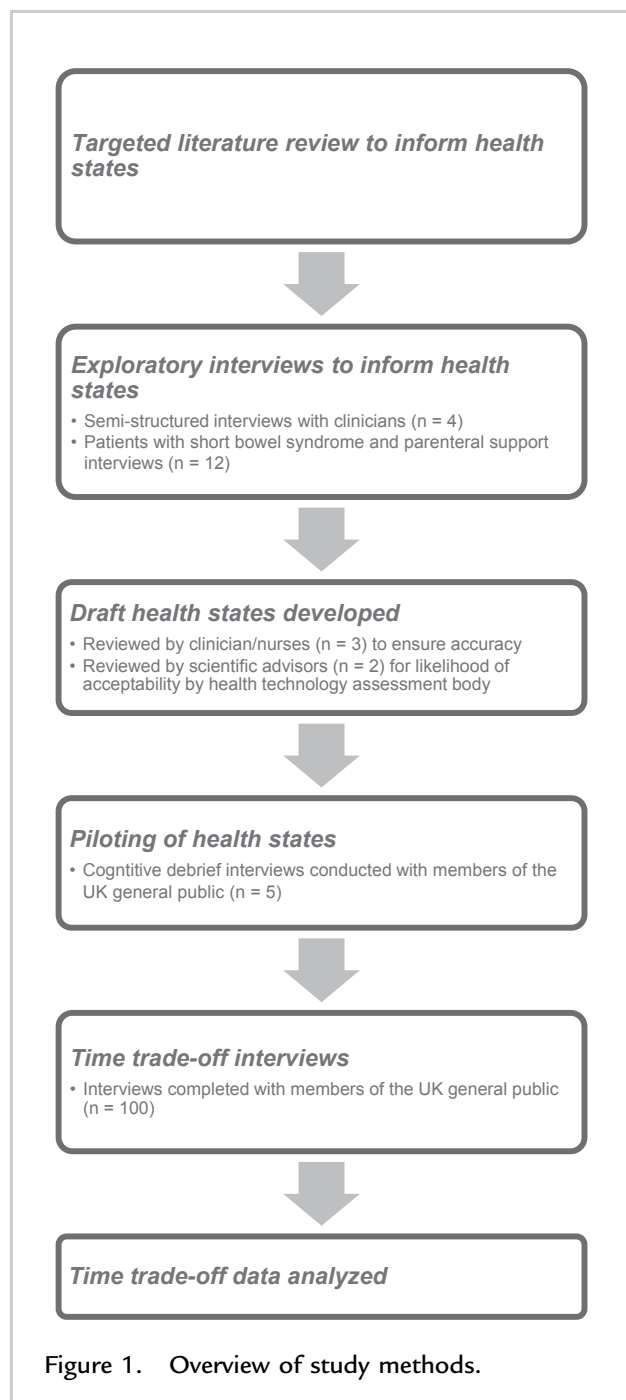 Targeted literature review to inform health
states
Exploratory interviews to inform health
states
• Semi-structured interviews with clinicians (n = 4)
• Patients with short bowel syndrome and parenteral support
interviews (n = 12)
Draft health states developed
• Reviewed by clinician/nurses (n = 3) to ensure accuracy
• Reviewed by scientific advisors (n = 2) for likelihood of
acceptability by health technology assessment body
Piloting of health states
• Cogntitive debrief interviews conducted with members of the
UK general public (n = 5)
Time trade-off interviews
• Interviews completed with members of the UK general public
(n = 100)
Time trade-off data analyzed
Figure 1. Overview of study methods.